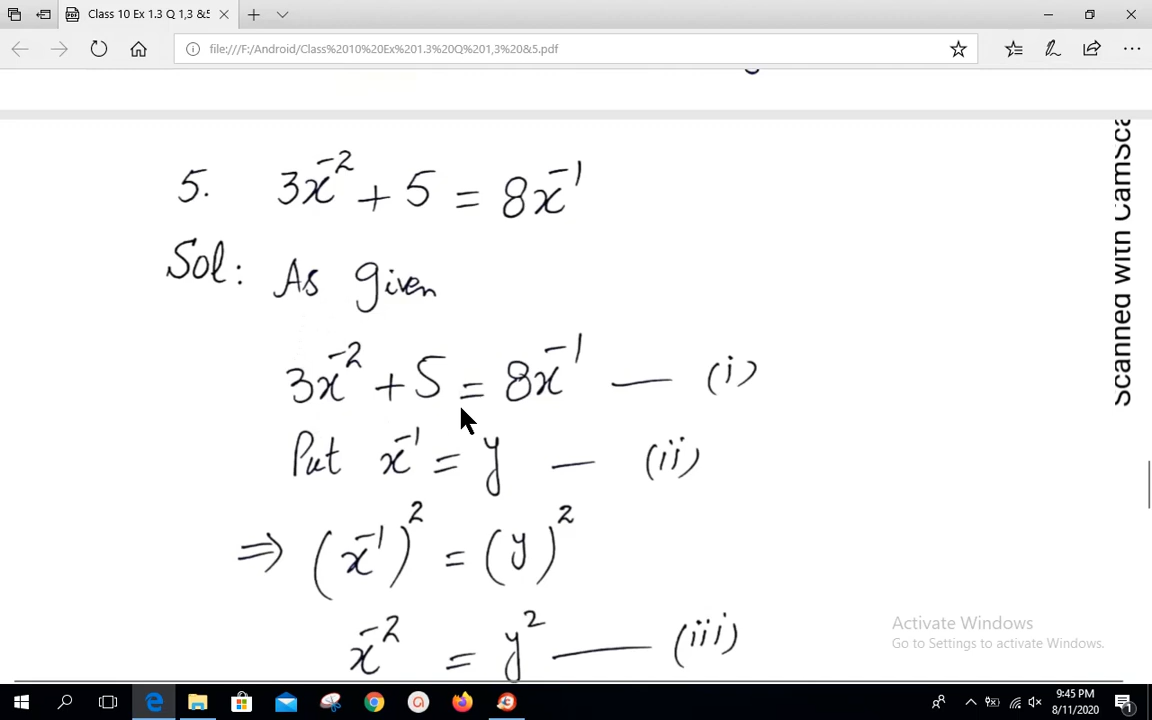 Class 10 Ex 1.3 Q 1,3 &5
file:///F:/Android/Class%2010%20Ex%201.3%20Q%201,3%20&5.pdf
5. 3x⁻² + 5 = 8x⁻¹
Sol: As given
3x⁻² + 5 = 8x⁻¹ — (i)
Put x⁻¹ = y — (ii)
⇒ (x⁻¹)² = (y)²
x⁻² = y² — (iii)
Scanned with CamSca
Activate Windows
Go to Settings to activate Windows.
9:45 PM
8/11/2020
1